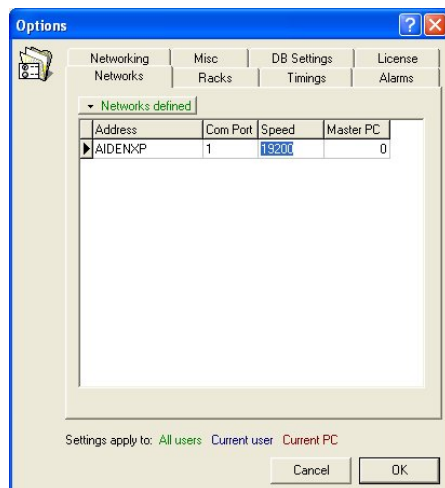 Options
Networking Misc DB Settings License
Networks Racks Timings Alarms
Networks defined
Address Com Port Speed Master PC
AIDENXP 1 19200 0
Settings apply to: All users Current user Current PC
Cancel OK